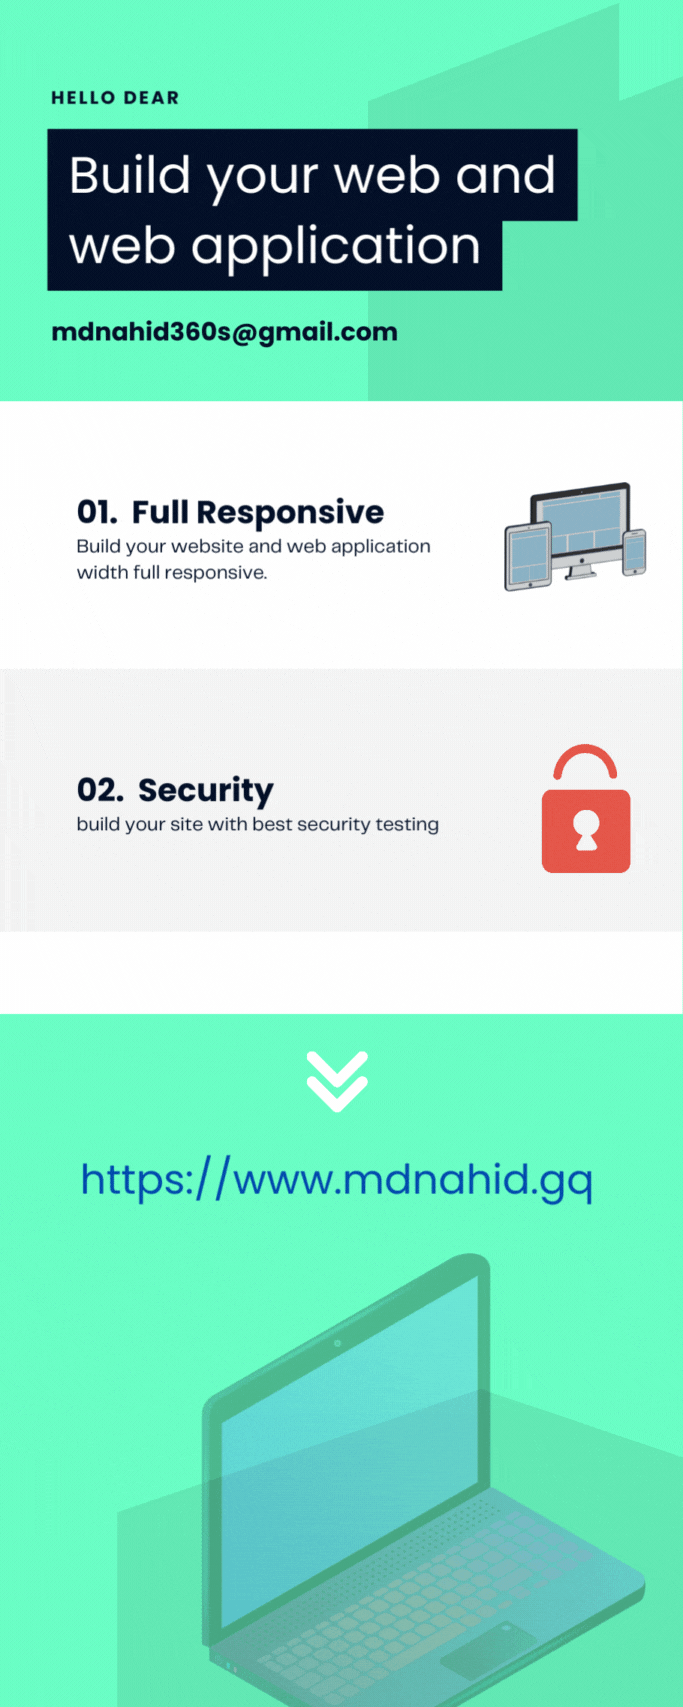 HELLO DEAR
Build your web and
web application
mdnahid360s@gmail.com
01. Full Responsive
Build your website and web application
width full responsive.
02. Security
build your site with best security testing
https://www.mdnahid.gq